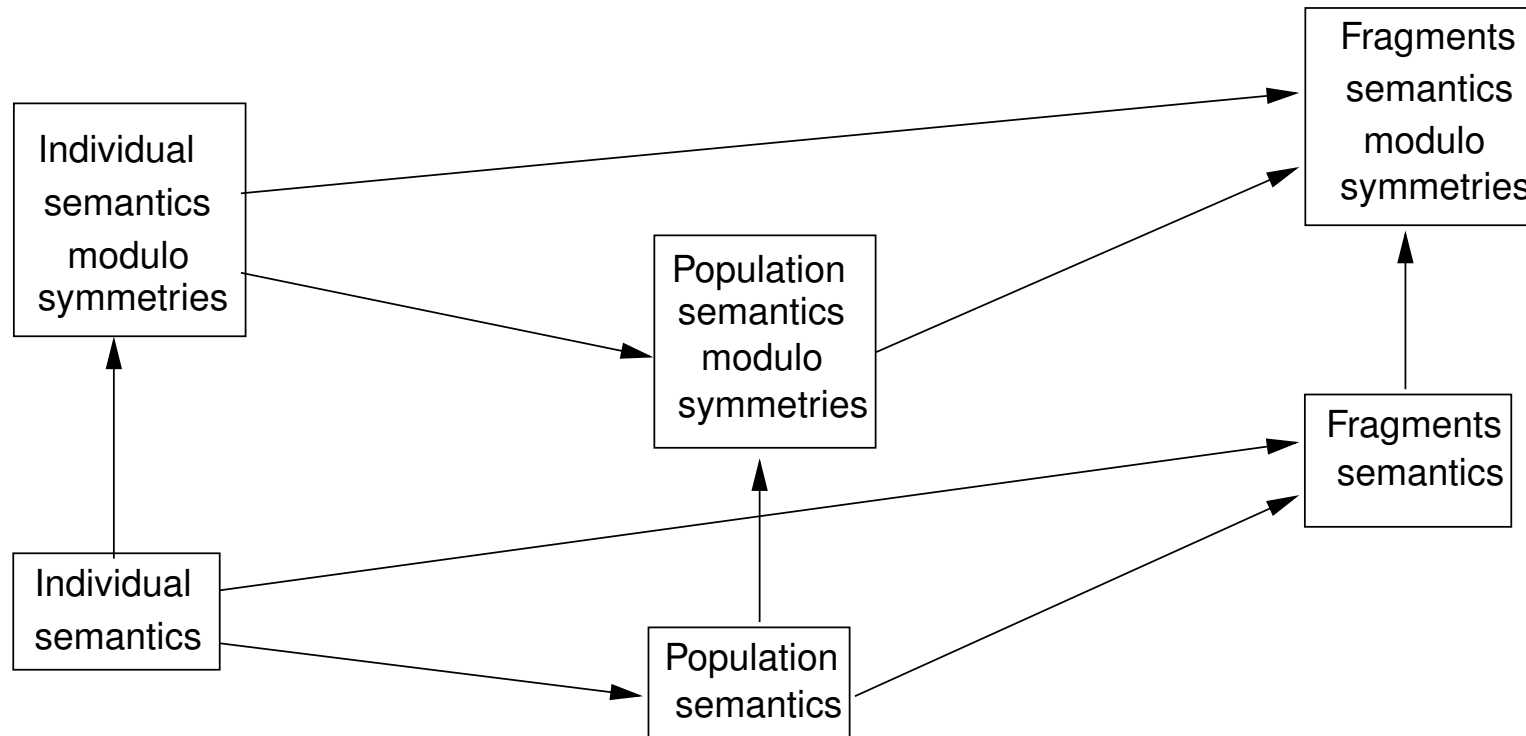 Fragments
semantics
modulo
symmetries
Individual
semantics
modulo
symmetries
Population
semantics
modulo
symmetries
Fragments
semantics
Individual
semantics
Population
semantics